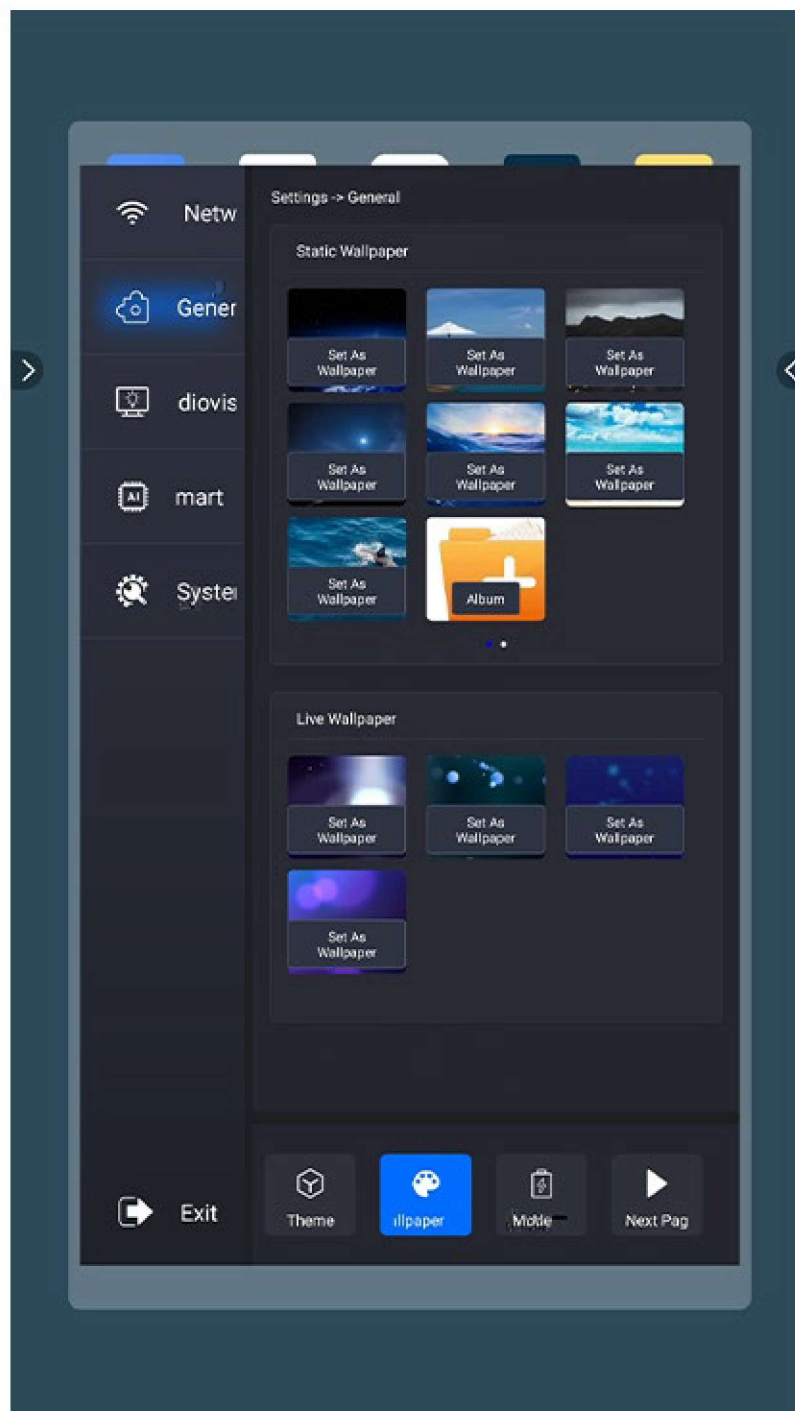 Netw
Gener
diovis
AI
mart
Syster
Exit
Settings -> General
Static Wallpaper
Set As
Wallpaper
Set As
Wallpaper
Set As
Wallpaper
Set As
Wallpaper
Set As
Wallpaper
Set As
Wallpaper
Set As
Wallpaper
Album
Live Wallpaper
Set As
Wallpaper
Set As
Wallpaper
Set As
Wallpaper
Set As
Wallpaper
Theme
llpaper
Next Pag